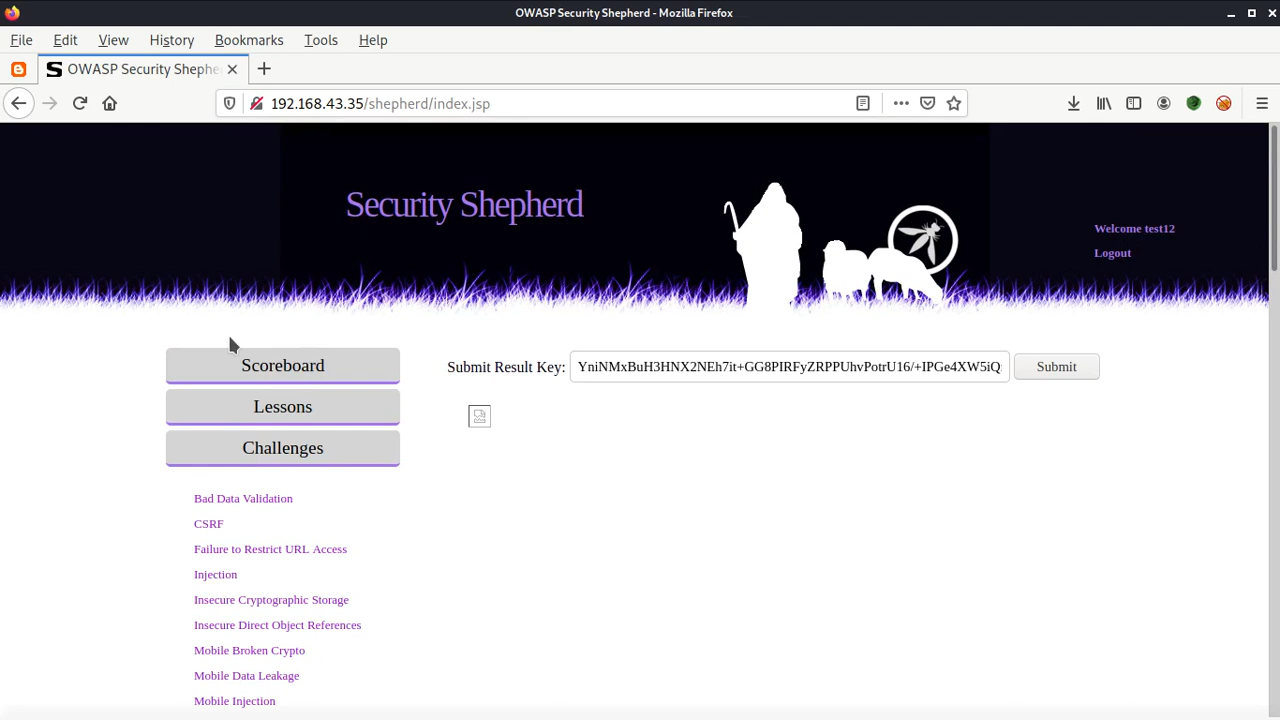 OWASP Security Shepherd - Mozilla Firefox
File Edit View History Bookmarks Tools Help
OWASP Security Shephe
192.168.43.35/shepherd/index.jsp
Security Shepherd
Welcome test12
Logout
Scoreboard
Submit Result Key: YniNMxBuH3HNX2NEh7it+GG8PIRFyZRPPUhvPotrU16/+IPGe4XW5iQ Submit
Lessons
Challenges
Bad Data Validation
CSRF
Failure to Restrict URL Access
Injection
Insecure Cryptographic Storage
Insecure Direct Object References
Mobile Broken Crypto
Mobile Data Leakage
Mobile Injection